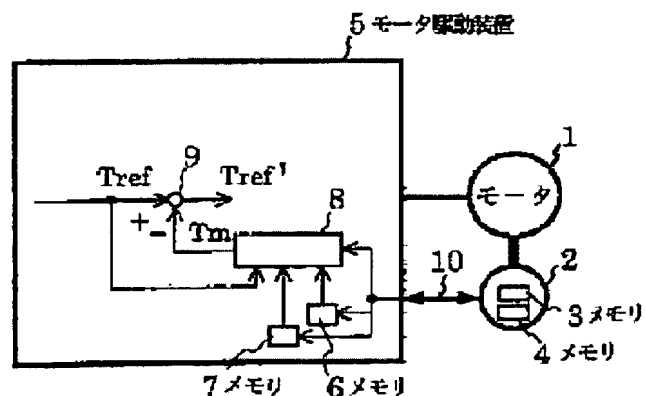 5 モータ駆動装置
1
モータ
Tref
9
Tref'
+
-
Tm
8
10
2
3 メモリ
4 メモリ
7 メモリ
6 メモリ